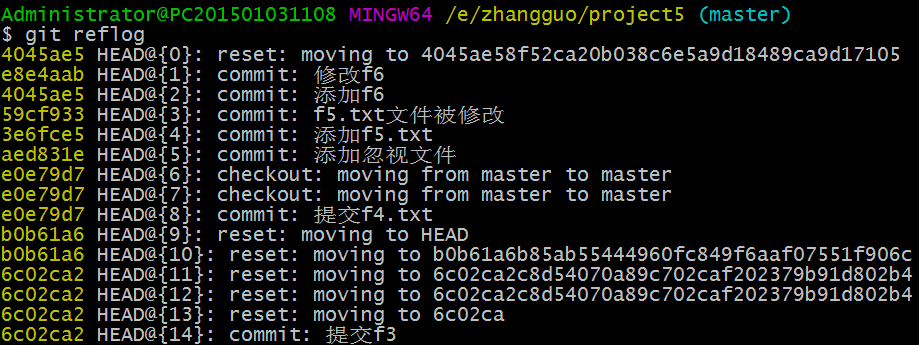 Administrator@PC201501031108 MINGW64 /e/zhangguo/project5 (master)
$ git reflog
4045ae5 HEAD@{0}: reset: moving to 4045ae58f52ca20b038c6e5a9d18489ca9d17105
e8e4aab HEAD@{1}: commit: 修改f6
4045ae5 HEAD@{2}: commit: 添加f6
59cf933 HEAD@{3}: commit: f5.txt文件被修改
3e6fce5 HEAD@{4}: commit: 添加f5.txt
aed831e HEAD@{5}: commit: 添加忽视文件
e0e79d7 HEAD@{6}: checkout: moving from master to master
e0e79d7 HEAD@{7}: checkout: moving from master to master
e0e79d7 HEAD@{8}: commit: 提交f4.txt
b0b61a6 HEAD@{9}: reset: moving to HEAD
b0b61a6 HEAD@{10}: reset: moving to b0b61a6b85ab55444960fc849f6aaf07551f906c
6c02ca2 HEAD@{11}: reset: moving to 6c02ca2c8d54070a89c702caf202379b91d802b4
6c02ca2 HEAD@{12}: reset: moving to 6c02ca2c8d54070a89c702caf202379b91d802b4
6c02ca2 HEAD@{13}: reset: moving to 6c02ca
6c02ca2 HEAD@{14}: commit: 提交f3